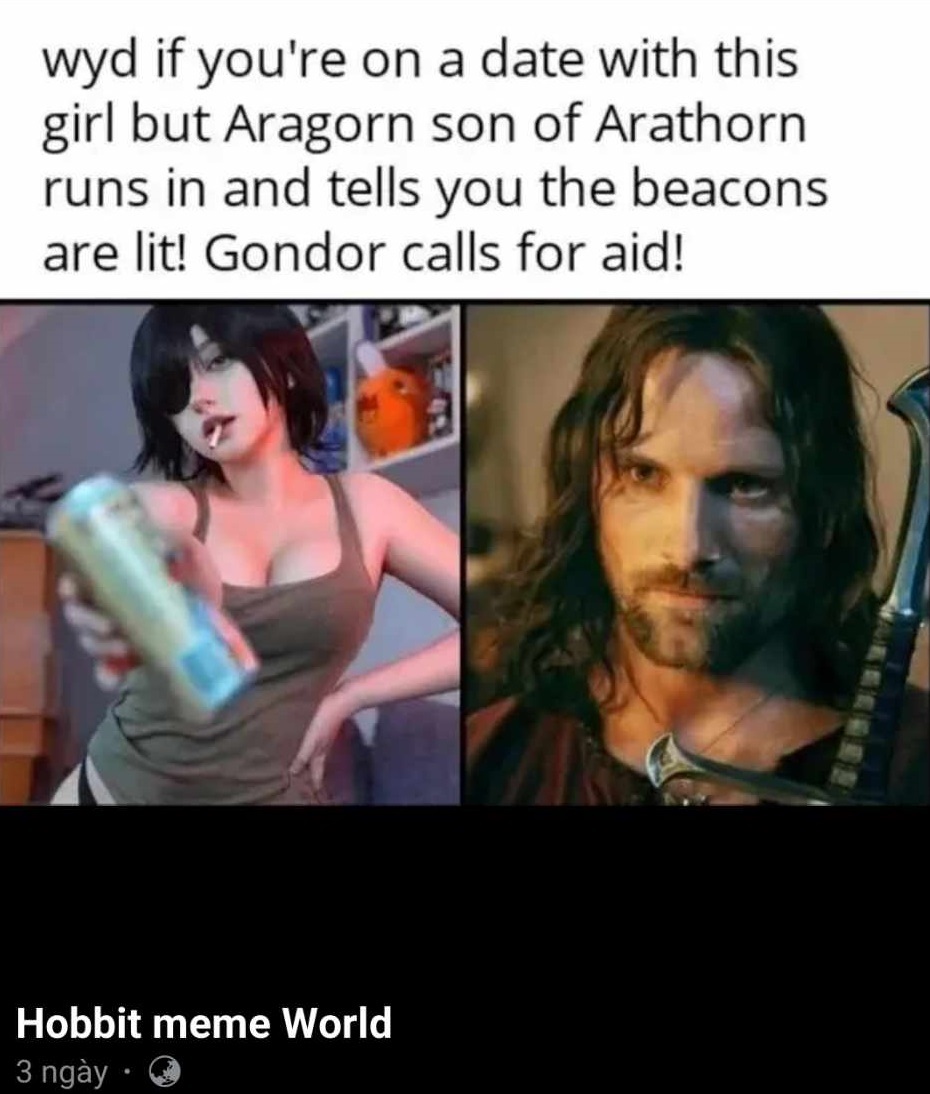 wyd if you're on a date with this
girl but Aragorn son of Arathorn
runs in and tells you the beacons
are lit! Gondor calls for aid!
Hobbit meme World
3 ngày ·